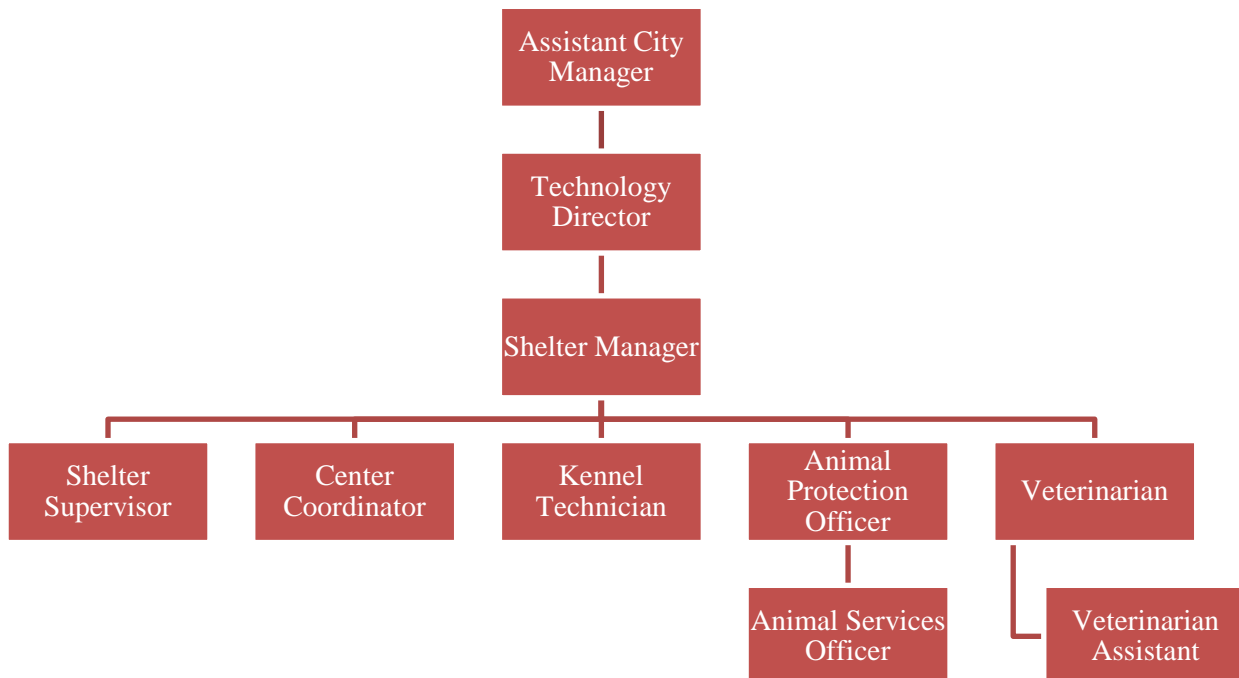 Assistant City
Manager
Technology
Director
Shelter Manager
Shelter
Supervisor
Center
Coordinator
Kennel
Technician
Animal
Protection
Officer
Veterinarian
Animal Services
Officer
Veterinarian
Assistant